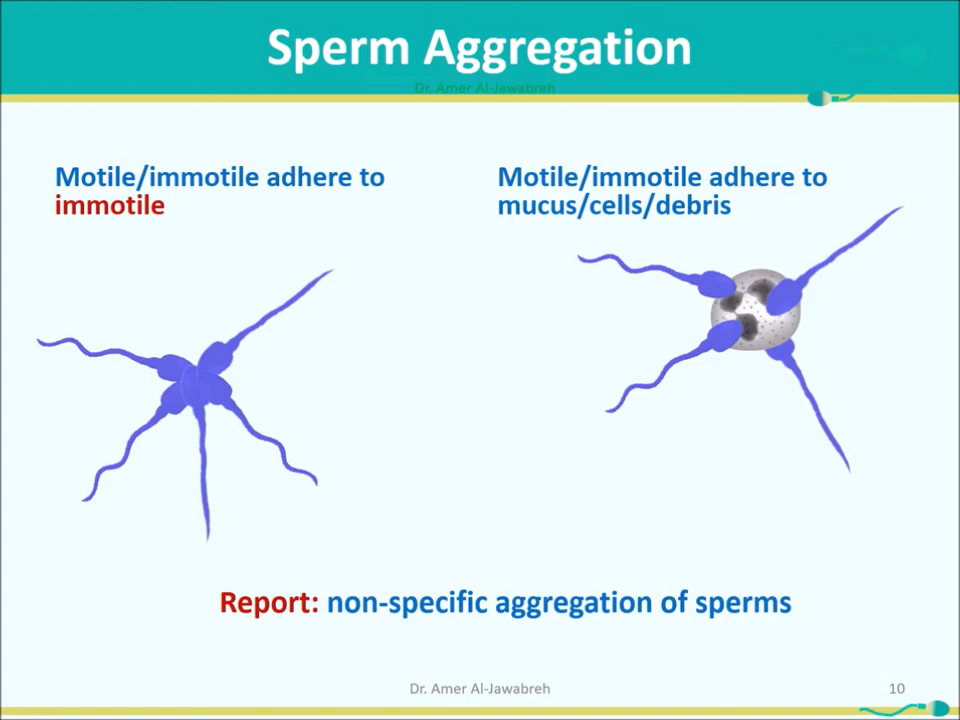 Sperm Aggregation
Dr. Amer Al-Jawabreh
Motile/immotile adhere to
immotile
Motile/immotile adhere to
mucus/cells/debris
Report: non-specific aggregation of sperms
Dr. Amer Al-Jawabreh
10